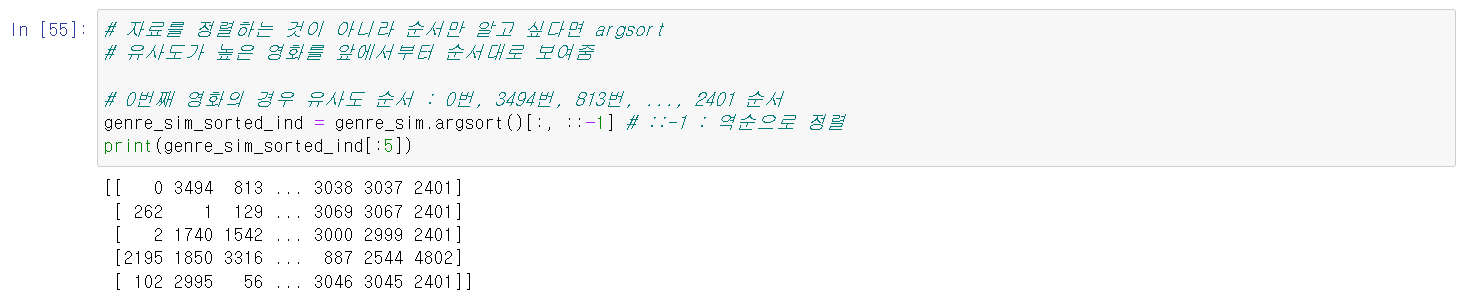 In [55]:
# 자료를 정렬하는 것이 아니라 순서만 알고 싶다면 argsort
# 유사도가 높은 영화를 앞에서부터 순서대로 보여줌
# 0번째 영화의 경우 유사도 순서 : 0번, 3494번, 813번, ..., 2401 순서
genre_sim_sorted_ind = genre_sim.argsort()[:, ::-1] # ::-1 : 역순으로 정렬
print(genre_sim_sorted_ind[:5])
[[   0 3494  813 ... 3038 3037 2401]
 [ 262    1  129 ... 3069 3067 2401]
 [   2 1740 1542 ... 3000 2999 2401]
 [2195 1850 3316 ...  887 2544 4802]
 [ 102 2995   56 ... 3046 3045 2401]]